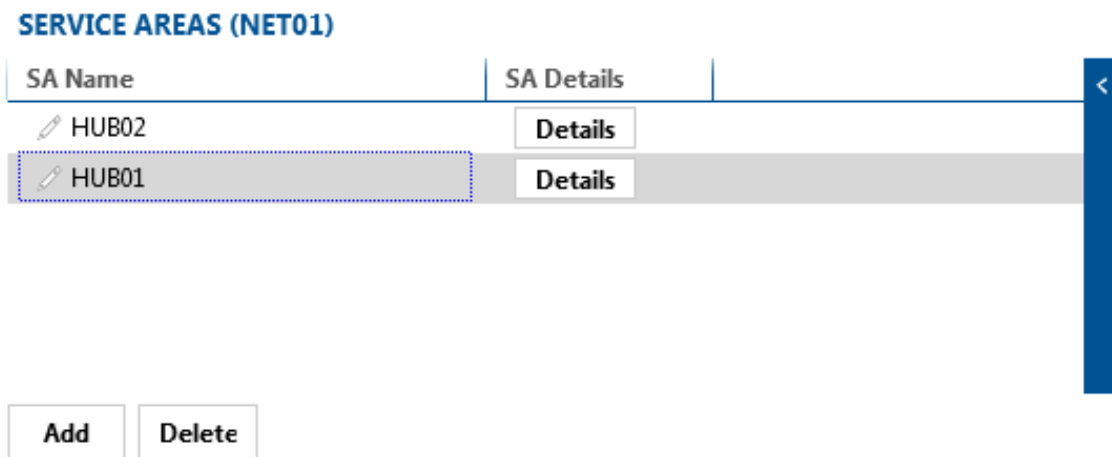 SERVICE AREAS (NET01)
SA Name SA Details
HUB02 Details
HUB01 Details
Add Delete